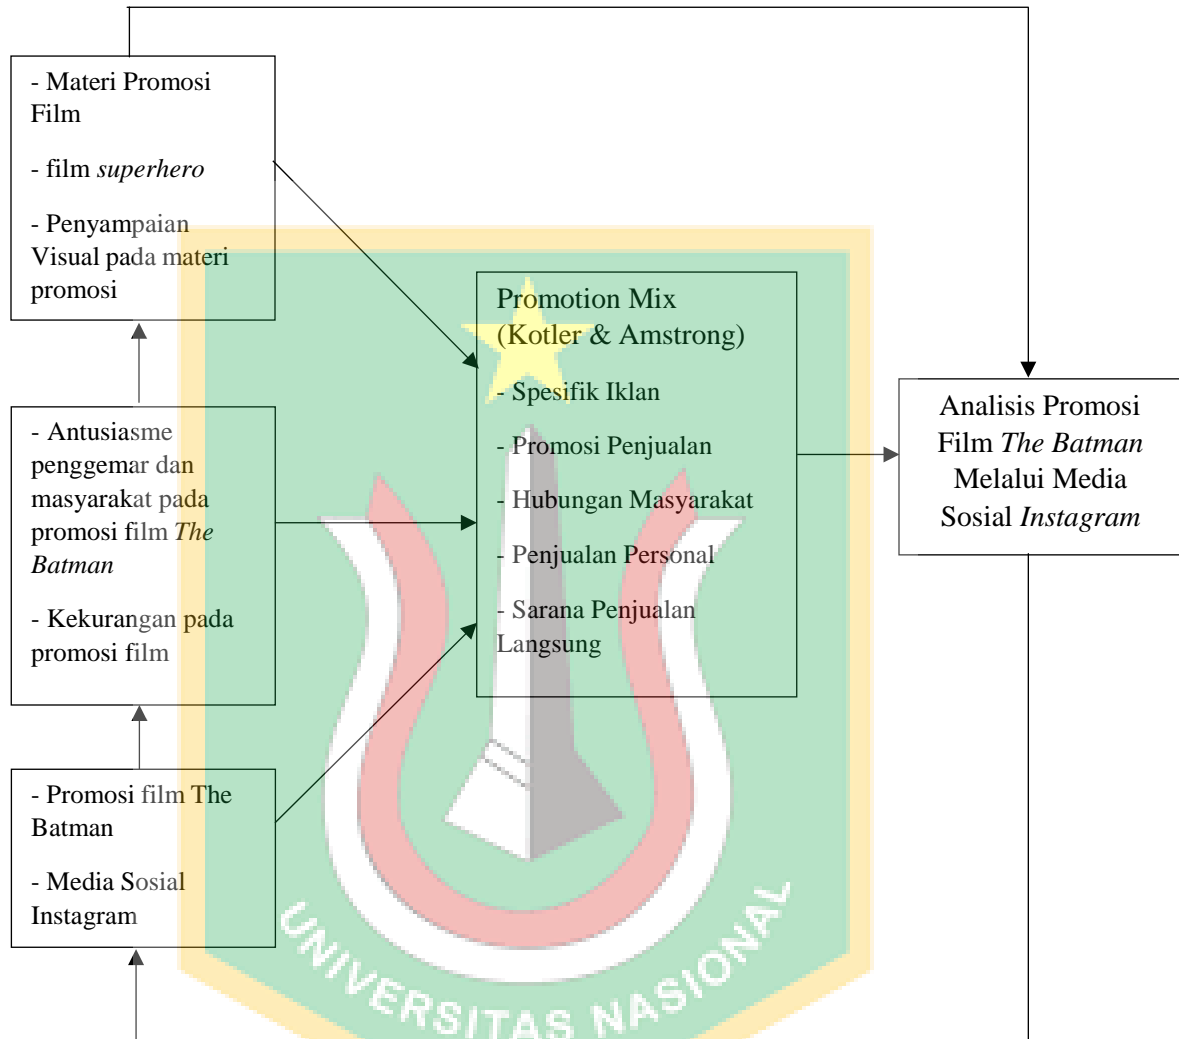 - Materi Promosi
Film
- film superhero
- Penyampaian
Visual pada materi
promosi
- Antusiasme
penggemar dan
masyarakat pada
promosi film The
Batman
- Kekurangan pada
promosi film
- Promosi film The
Batman
- Media Sosial
Instagram
Promotion Mix
(Kotler & Amstrong)
- Spesifik Iklan
- Promosi Penjualan
- Hubungan Masyarakat
- Penjualan Personal
- Sarana Penjualan
Langsung
Analisis Promosi
Film The Batman
Melalui Media
Sosial Instagram
UNIVERSITAS NASIONAL